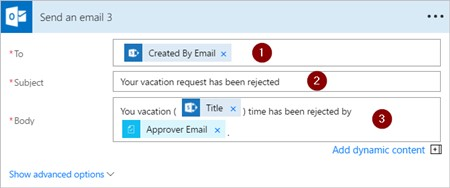 Send an email 3
...
* To
Created By Email x
1
* Subject
Your vacation request has been rejected
2
* Body
You vacation ( Title x ) time has been rejected by
Approver Email x .
3
Add dynamic content
Show advanced options